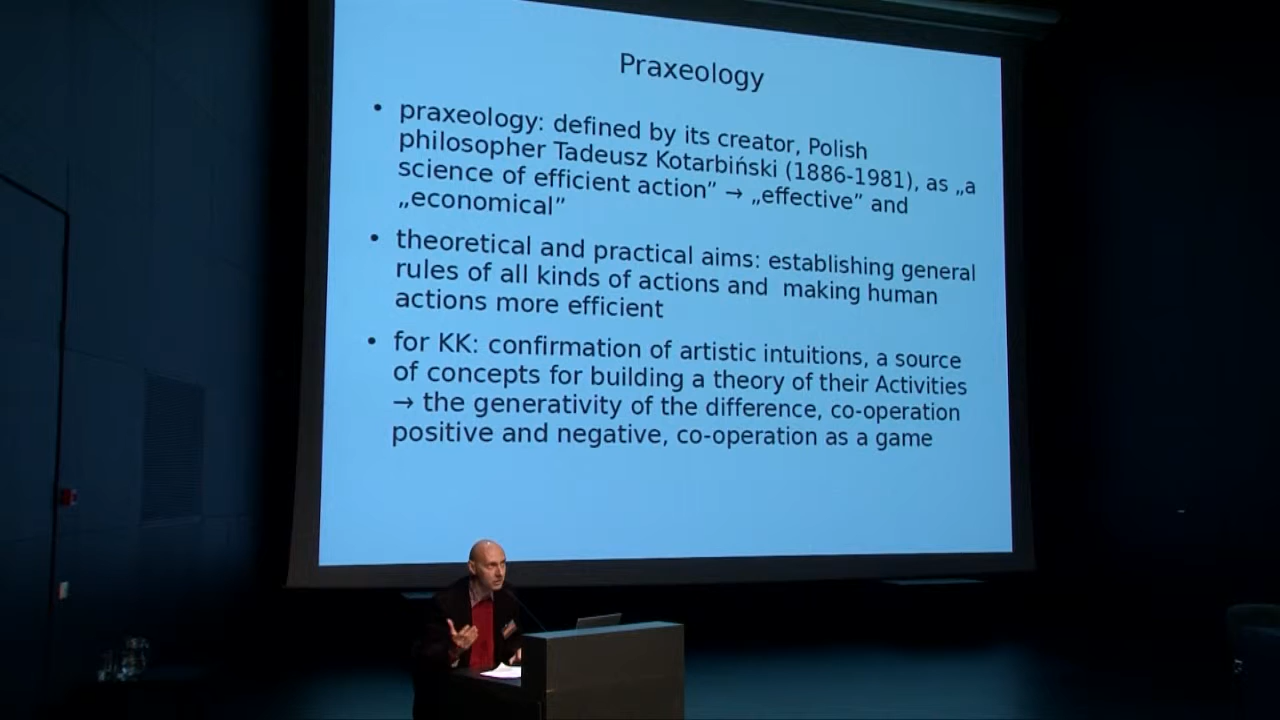 Praxeology
• praxeology: defined by its creator, Polish
philosopher Tadeusz Kotarbiński (1886-1981), as „a
science of efficient action” → „effective” and
„economical”
• theoretical and practical aims: establishing general
rules of all kinds of actions and  making human
actions more efficient
• for KK: confirmation of artistic intuitions, a source
of concepts for building a theory of their Activities
→ the generativity of the difference, co-operation
positive and negative, co-operation as a game